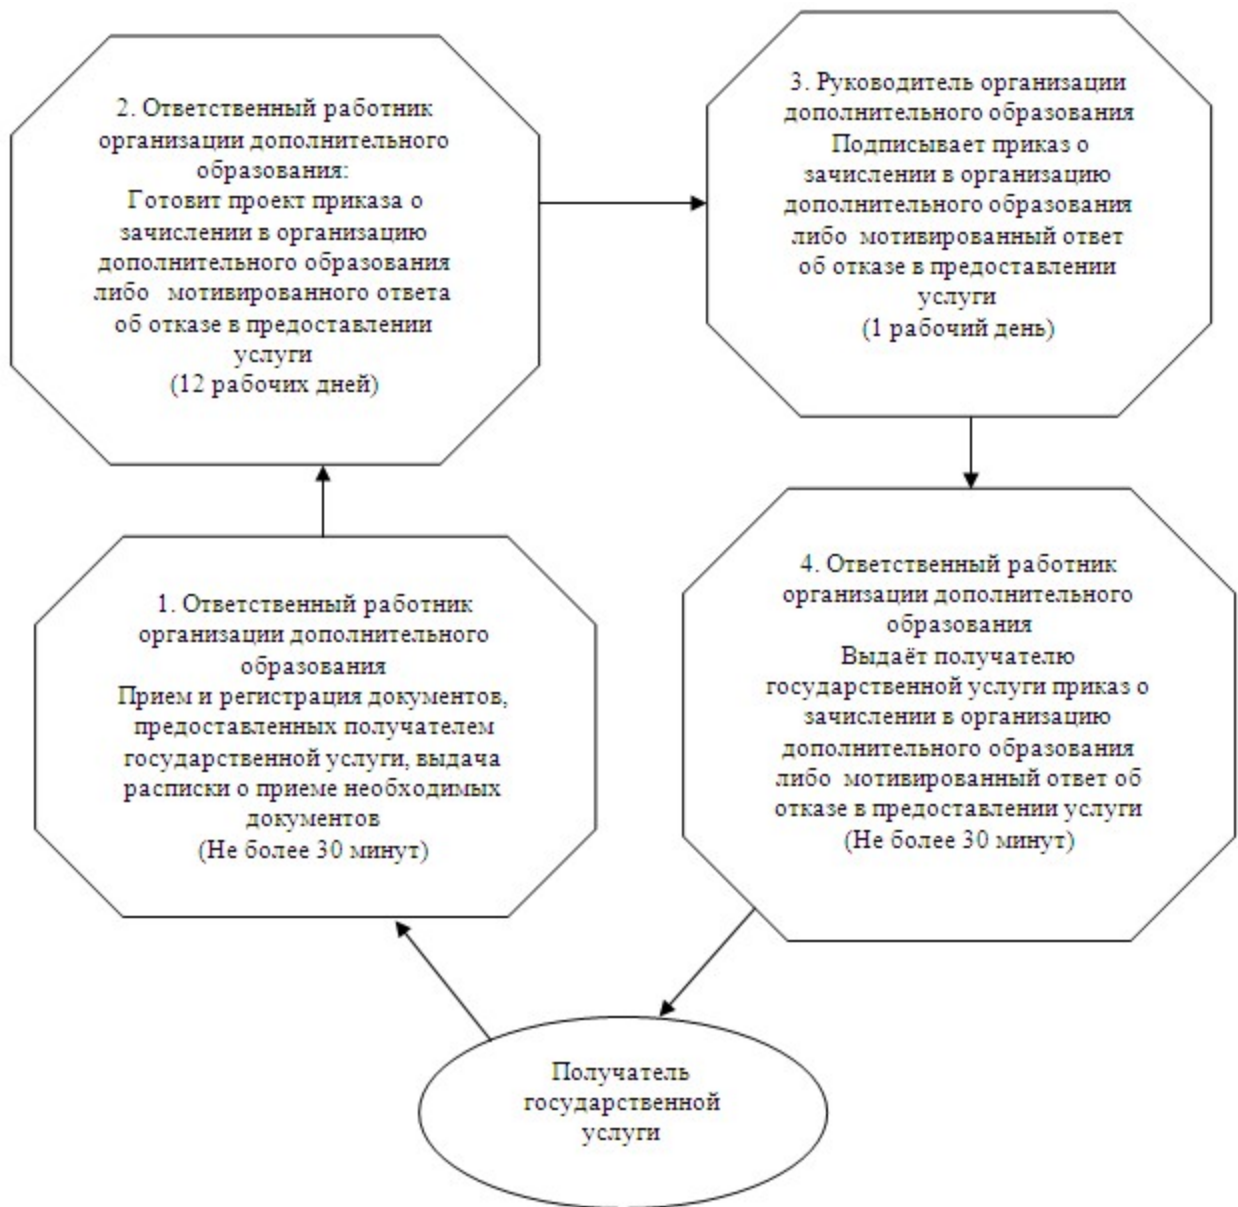 2. Ответственный работник
организации дополнительного
образования:
Готовит проект приказа о
зачислении в организацию
дополнительного образования
либо мотивированного ответа
об отказе в предоставлении
услуги
(12 рабочих дней)
3. Руководитель организации
дополнительного образования
Подписывает приказ о
зачислении в организацию
дополнительного образования
либо мотивированный ответ
об отказе в предоставлении
услуги
(1 рабочий день)
1. Ответственный работник
организации дополнительного
образования
Прием и регистрация документов,
предоставленных получателем
государственной услуги, выдача
расписки о приеме необходимых
документов
(Не более 30 минут)
4. Ответственный работник
организации дополнительного
образования
Выдаёт получателю
государственной услуги приказ о
зачислении в организацию
дополнительного образования
либо мотивированный ответ об
отказе в предоставлении услуги
(Не более 30 минут)
Получатель
государственной
услуги